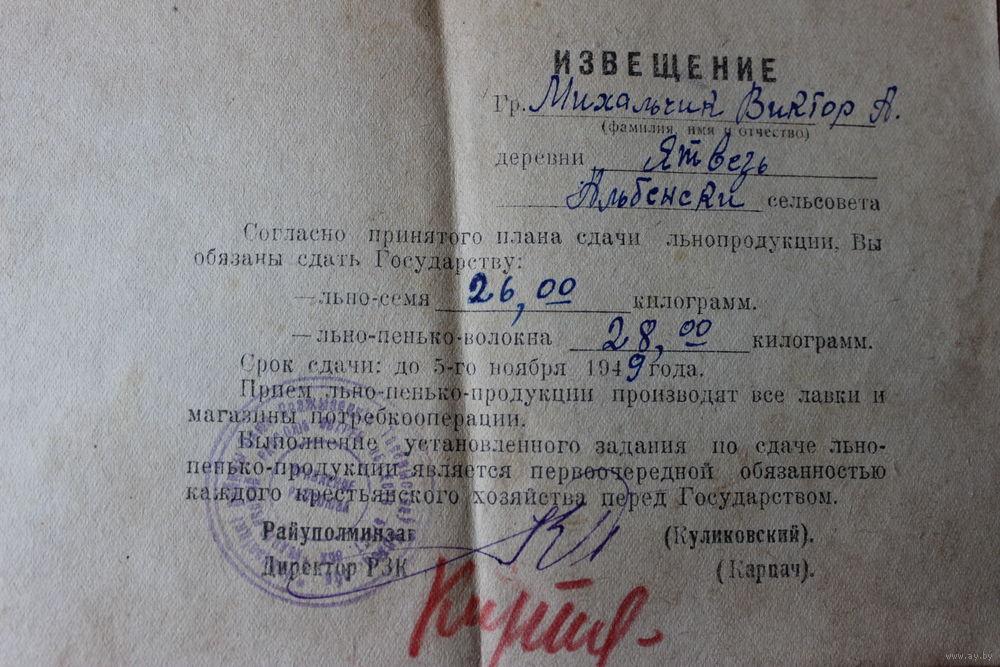 ИЗВЕЩЕНИЕ
Гр. Михальчик Виктор А.
(фамилия, имя и отчество)
деревни Ятвезь
Альбенски сельсовета
Согласно принятого плана сдачи льнопродукции, Вы
обязаны сдать Государству:
—льно-семя 26,00 килограмм.
—льно-пенько-волокна 28,00 килограмм.
Срок сдачи: до 5-го ноября 1949 года.
Прием льно-пенько-продукции производят все лавки и
магазины потребкооперации.
Выполнение установленного задания по сдаче льно-
пенько-продукции является первоочередной обязанностью
каждого крестьянского хозяйства перед Государством.
Райуполминзаг (Куликовский).
Директор РЗК (Карпач).
www.ay.by